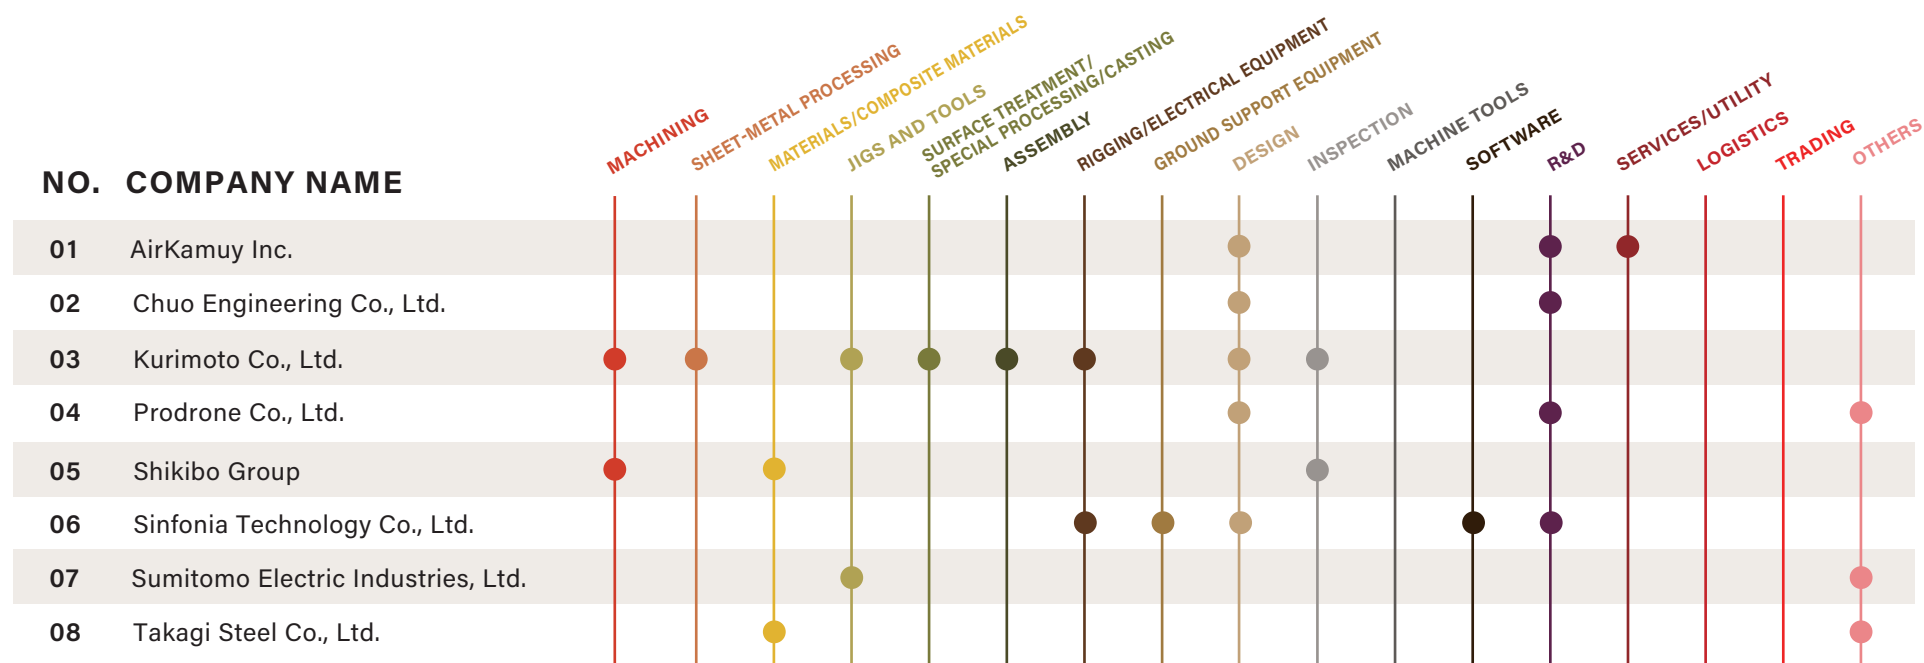 MACHINING
SHEET-METAL PROCESSING
MATERIALS/COMPOSITE MATERIALS
JIGS AND TOOLS
SURFACE TREATMENT/
SPECIAL PROCESSING/CASTING
ASSEMBLY
RIGGING/ELECTRICAL EQUIPMENT
GROUND SUPPORT EQUIPMENT
DESIGN
INSPECTION
MACHINE TOOLS
SOFTWARE
R&D
SERVICES/UTILITY
LOGISTICS
TRADING
OTHERS
NO. COMPANY NAME
01 AirKamuy Inc.
02 Chuo Engineering Co., Ltd.
03 Kurimoto Co., Ltd.
04 Prodrone Co., Ltd.
05 Shikibo Group
06 Sinfonia Technology Co., Ltd.
07 Sumitomo Electric Industries, Ltd.
08 Takagi Steel Co., Ltd.